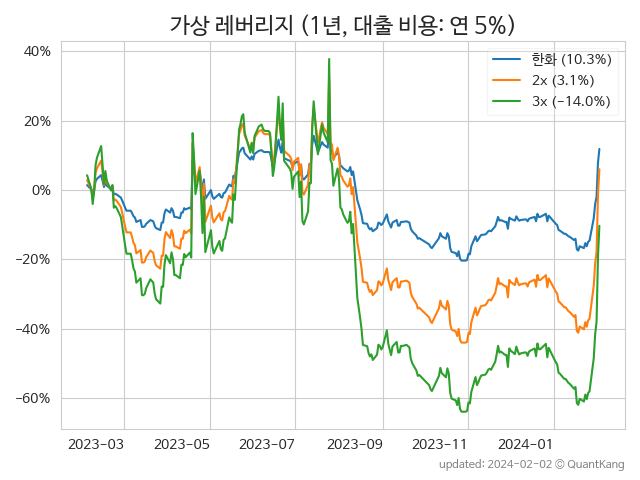 가상 레버리지 (1년, 대출 비용: 연 5%)
한화 (10.3%)
2x (3.1%)
3x (−14.0%)
40%
20%
0%
−20%
−40%
−60%
2023-03 2023-05 2023-07 2023-09 2023-11 2024-01
updated: 2024-02-02 © QuantKang